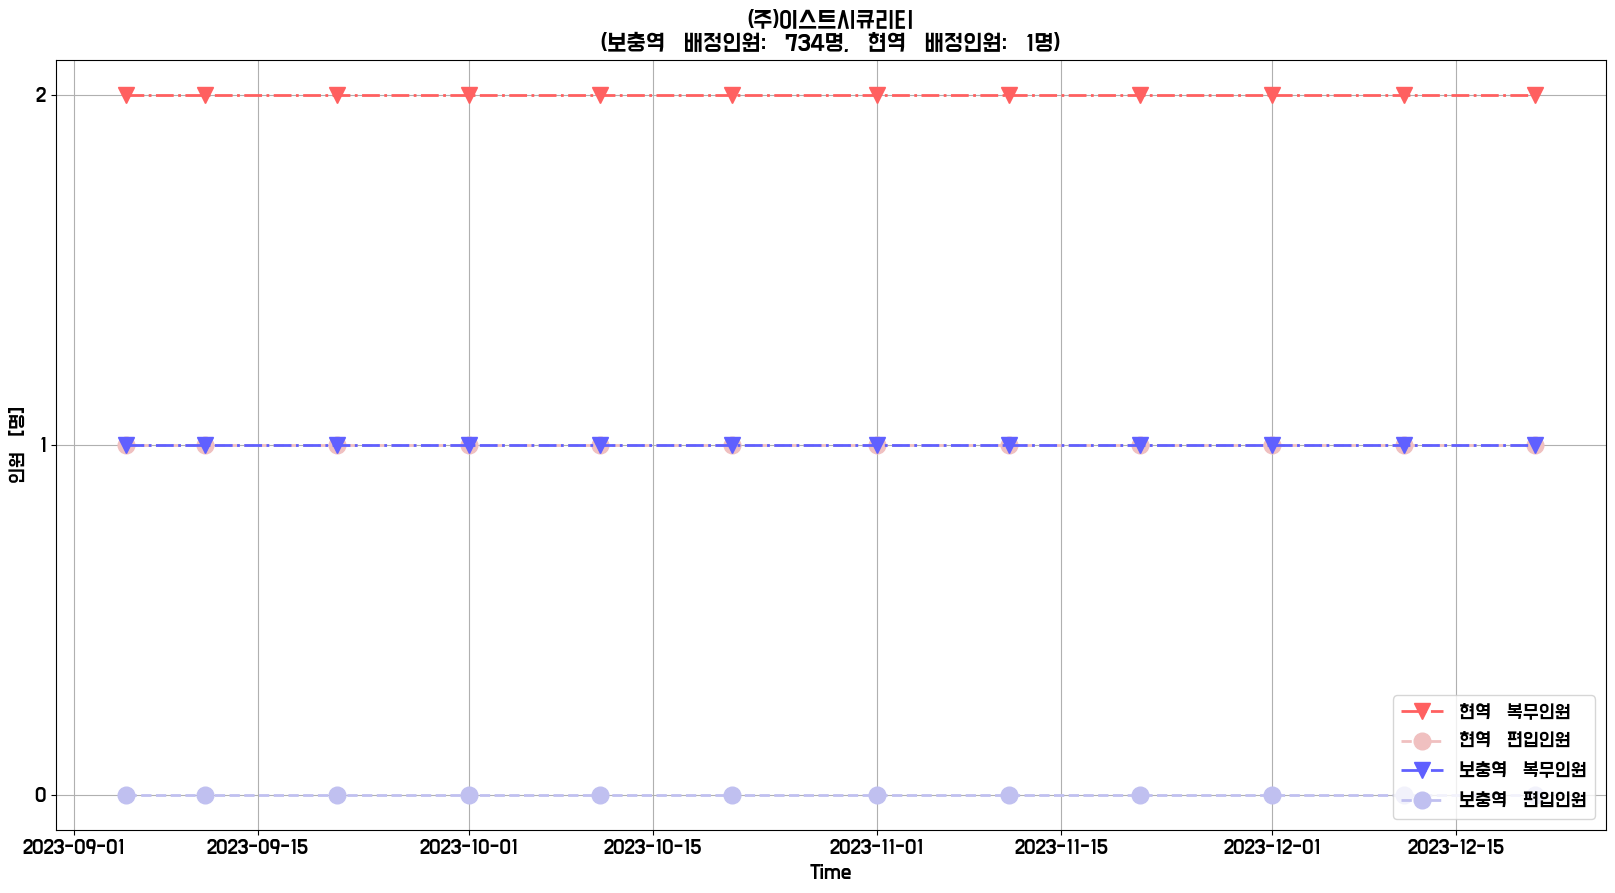 (주)이스트시큐리티
(보충역 배정인원: 734명, 현역 배정인원: 1명)
인원 [명]
2
1
0
현역 복무인원
현역 편입인원
보충역 복무인원
보충역 편입인원
2023-09-01 2023-09-15 2023-10-01 2023-10-15 2023-11-01 2023-11-15 2023-12-01 2023-12-15
Time